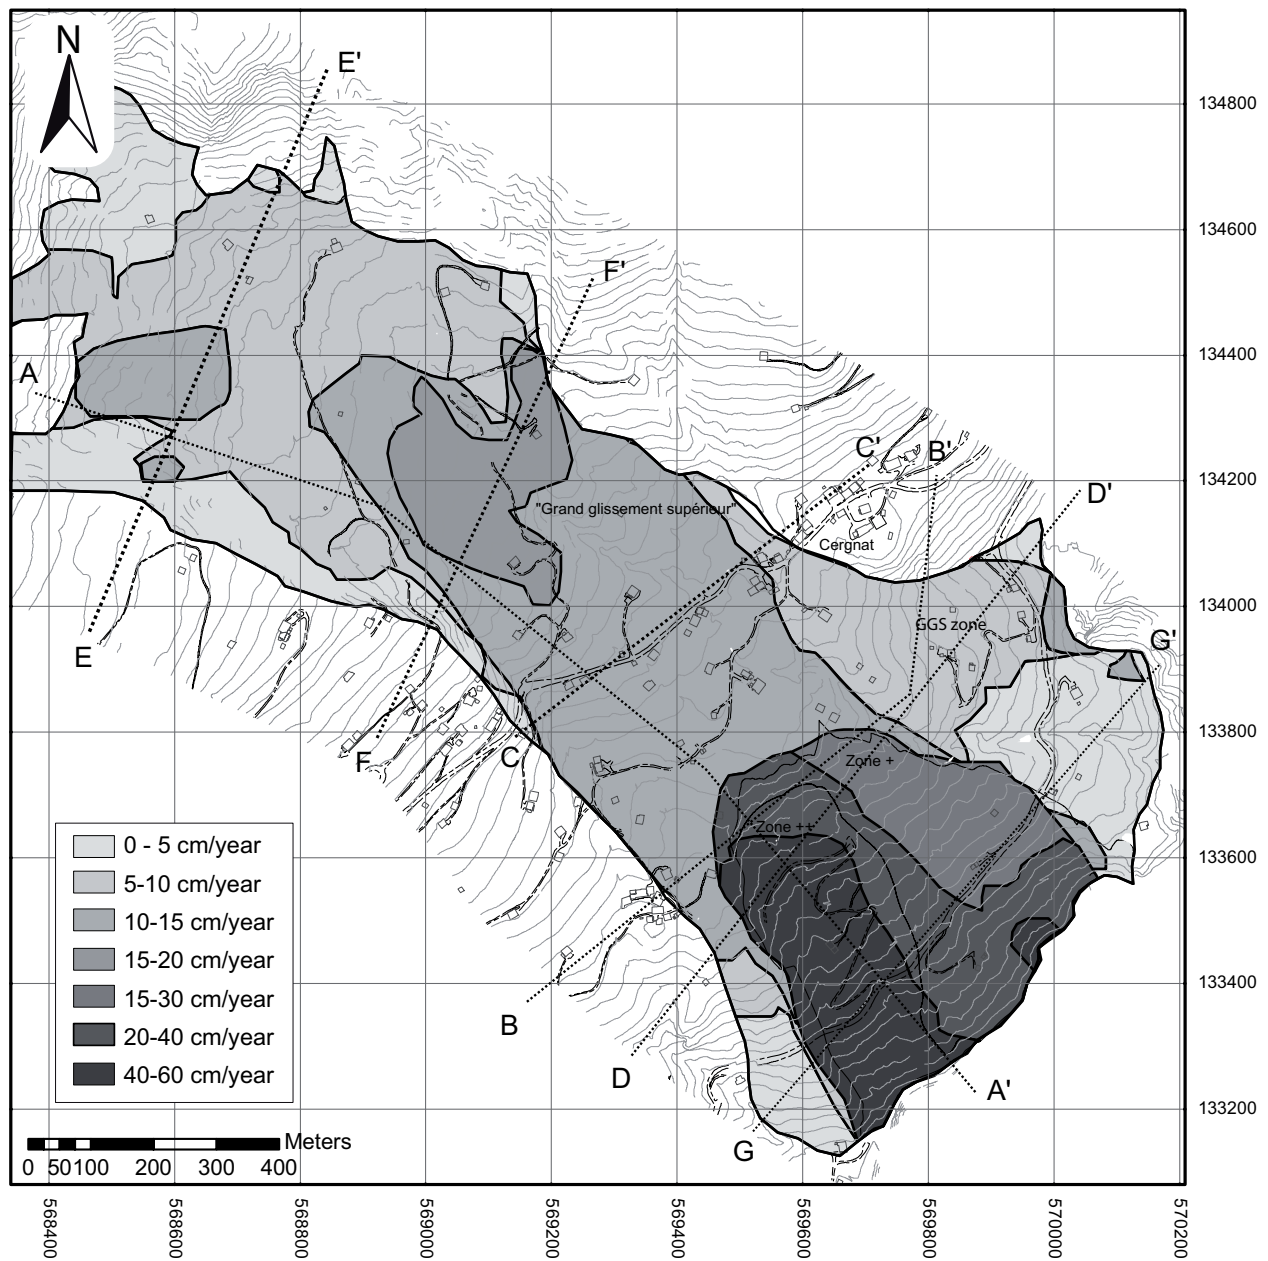 N
E'
134800
134600
F'
134400
A
C'
B'
134200
D'
"Grand glissement supérieur"
Cergnat
134000
GGS zone
G'
E
133800
F
C
Zone +
Zone ++
0 - 5 cm/year
5-10 cm/year
10-15 cm/year
15-20 cm/year
15-30 cm/year
20-40 cm/year
40-60 cm/year
133600
133400
B
D
A'
133200
G
Meters
0 50 100 200 300 400
568400 568600 568800 569000 569200 569400 569600 569800 570000 570200